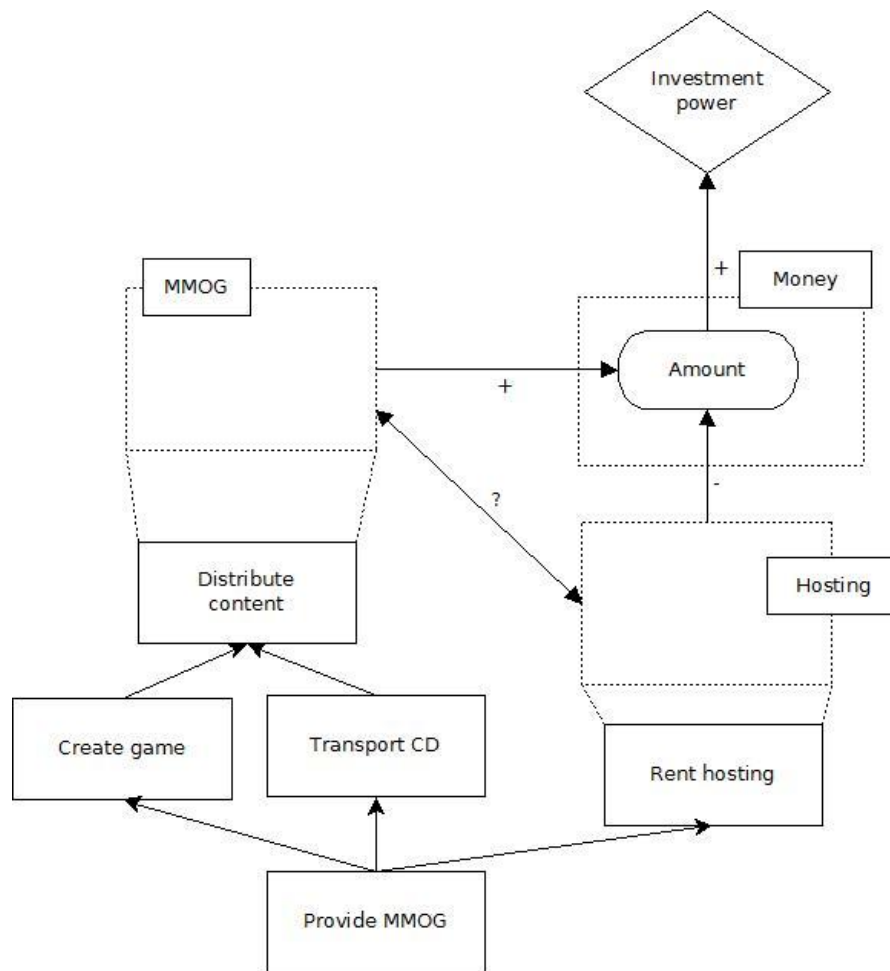 Investment
power
+
Money
MMOG
Amount
+
?
-
Hosting
Distribute
content
Create game
Transport CD
Rent hosting
Provide MMOG